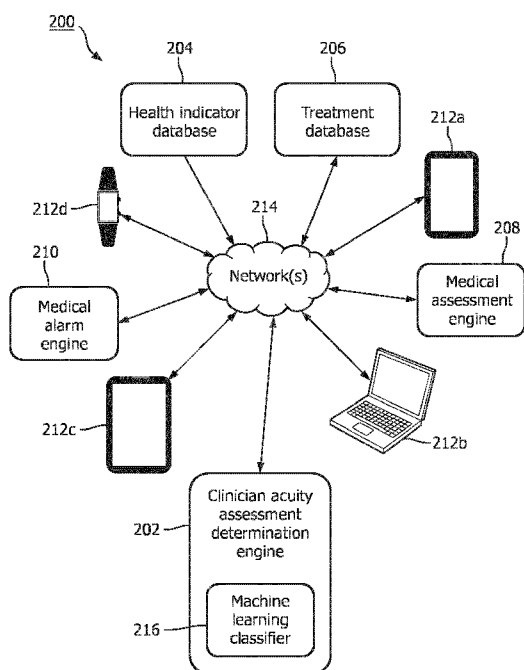 200
204
206
Health indicator
database
Treatment
database
212a
212d
214
208
210
Network(s)
Medical
assessment
engine
Medical
alarm
engine
212c
212b
Clinician acuity
assessment
determination
engine
202
Machine
learning
classifier
216